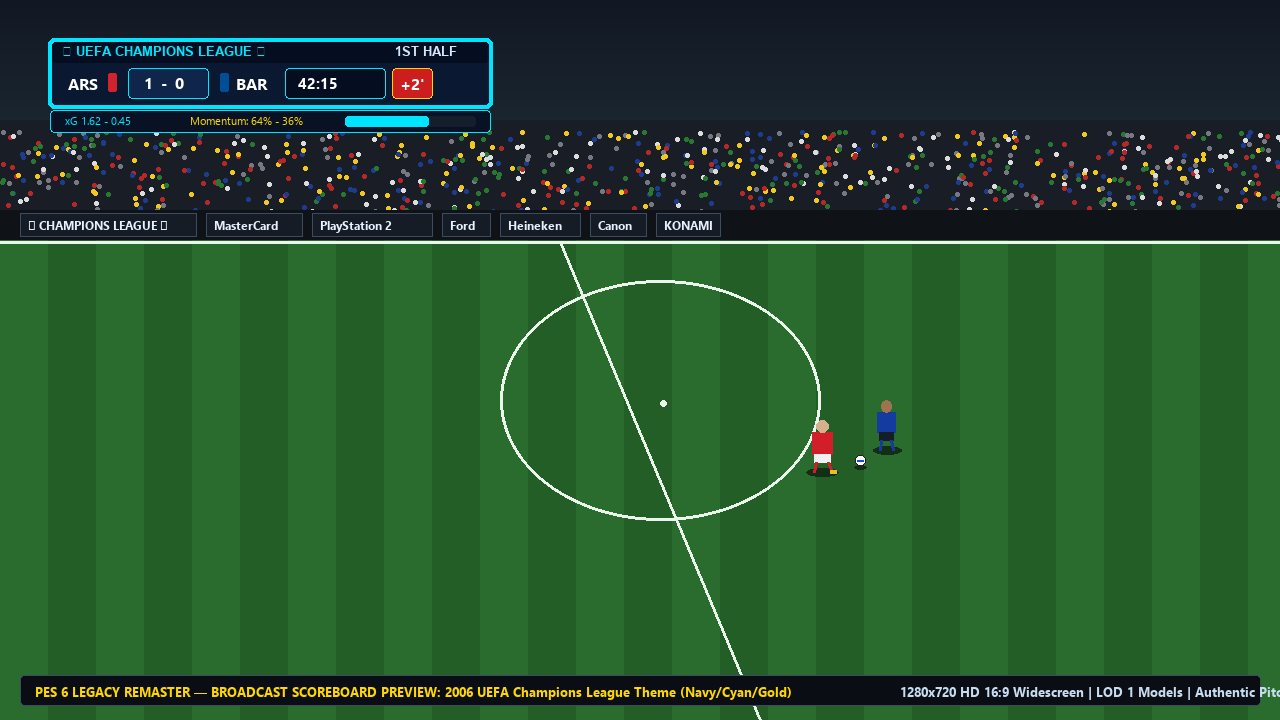 UEFA CHAMPIONS LEAGUE 1ST HALF
ARS 1 - 0 BAR 42:15 +2'
xG 1.62 - 0.45 Momentum: 64% - 36%
CHAMPIONS LEAGUE MasterCard PlayStation 2 Ford Heineken Canon KONAMI
PES 6 LEGACY REMASTER — BROADCAST SCOREBOARD PREVIEW: 2006 UEFA Champions League Theme (Navy/Cyan/Gold) 1280x720 HD 16:9 Widescreen | LOD 1 Models | Authentic Pitc